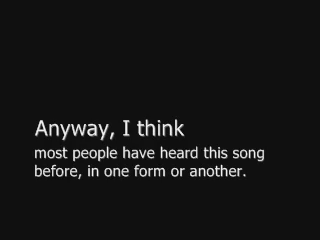 Anyway, I think
most people have heard this song
before, in one form or another.